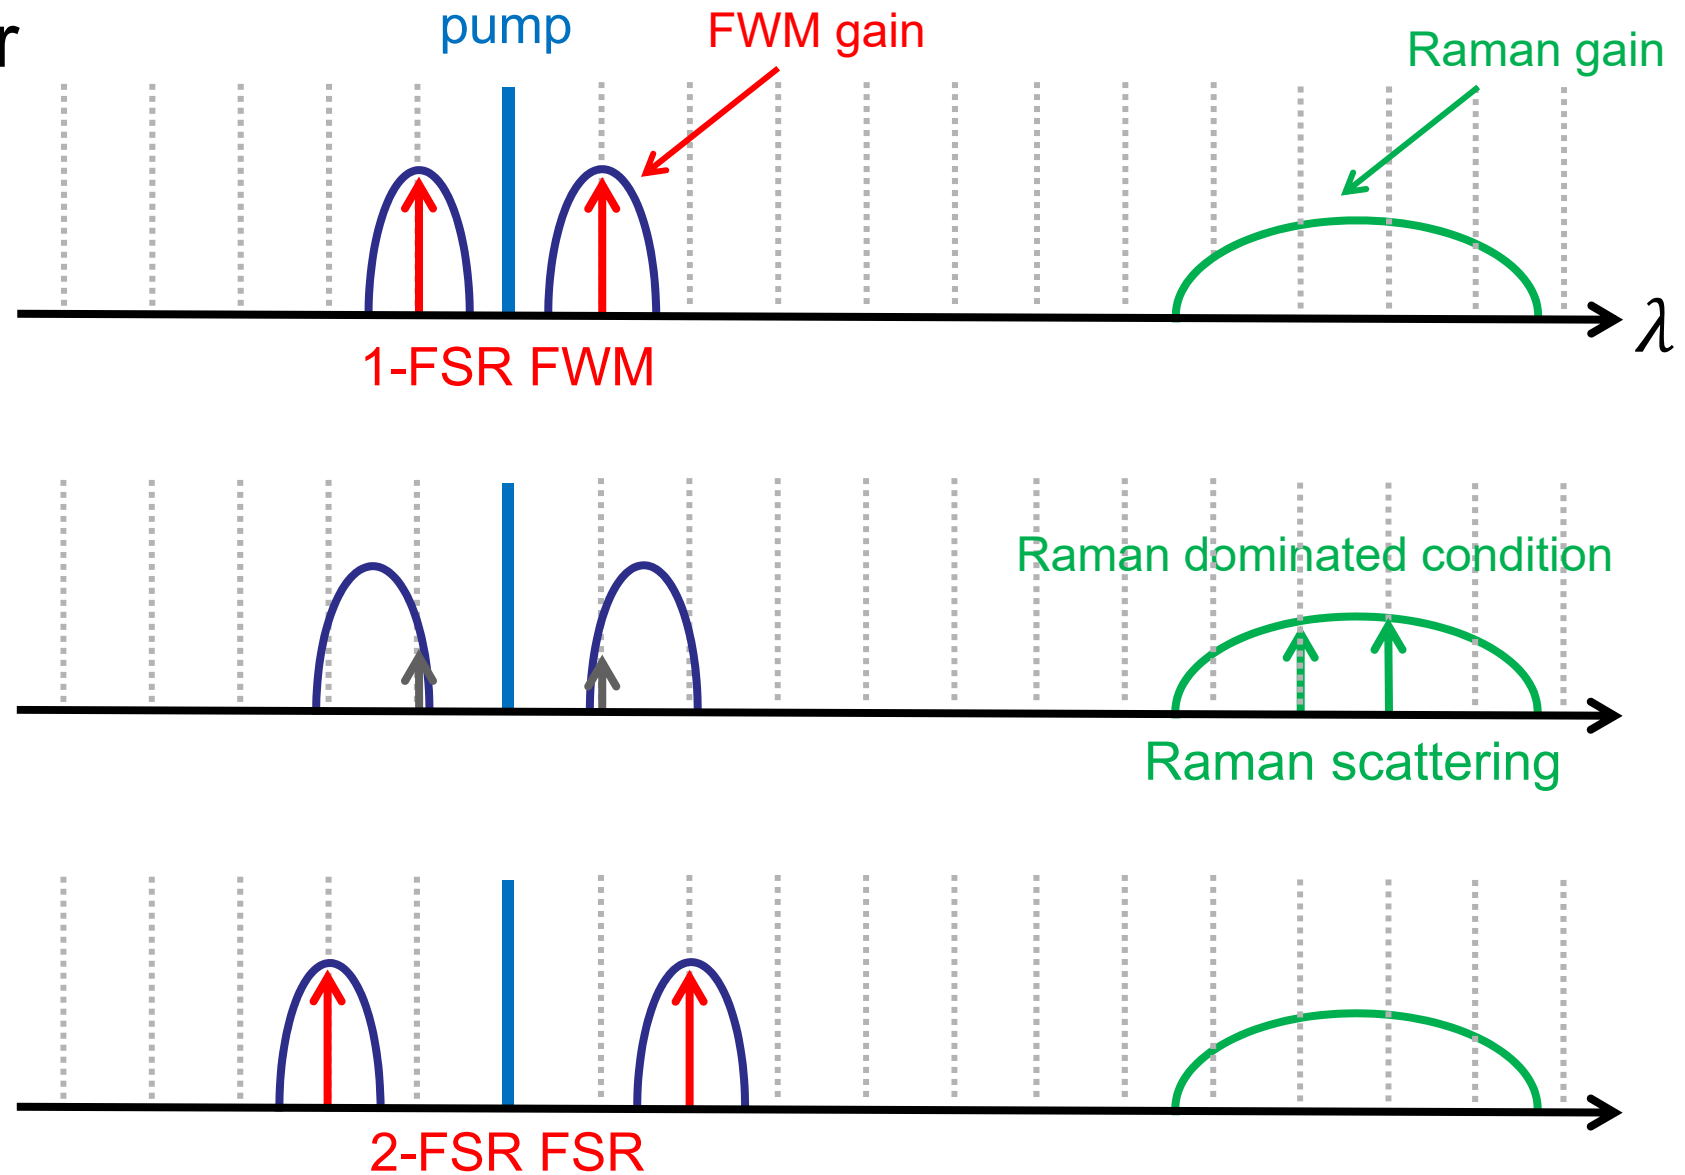 r
pump
FWM gain
Raman gain
λ
1-FSR FWM
Raman dominated condition
Raman scattering
2-FSR FSR